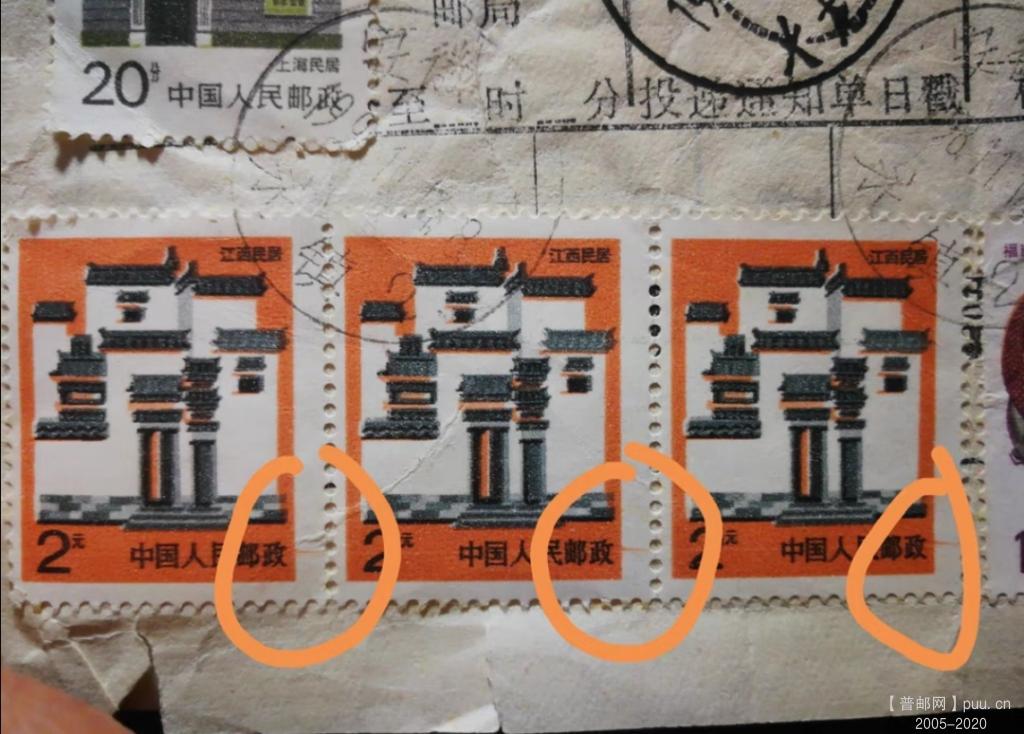 邮局
上海民居
20分 中国人民邮政
至 时 分投递通知单日戳
江西民居 江西民居 江西民居
福
2元 中国人民邮政 2元 中国人民邮政 2元 中国人民邮政
1
【普邮网】puu.cn
2005-2020